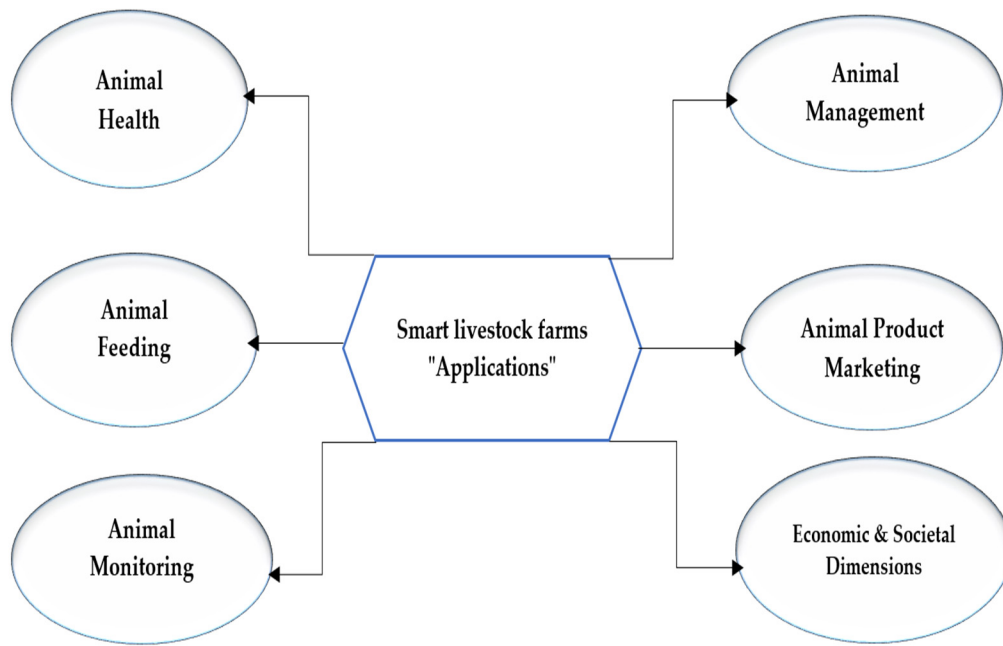 Animal
Health
Animal
Management
Animal
Feeding
Smart livestock farms
"Applications"
Animal Product
Marketing
Animal
Monitoring
Economic & Societal
Dimensions